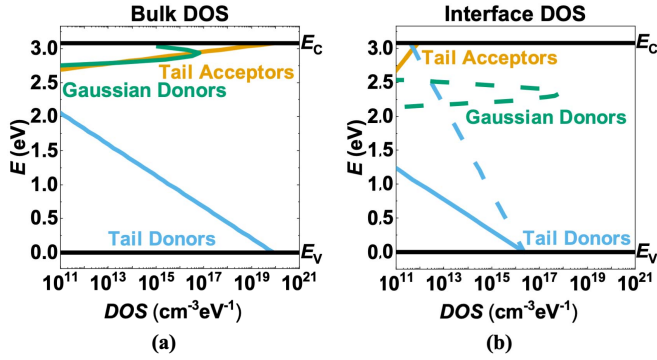 Bulk DOS
E_C
3.0
Tail Acceptors
Gaussian Donors
2.5
2.0
E (eV)
1.5
1.0
0.5
Tail Donors
0.0
E_V
10^11 10^13 10^15 10^17 10^19 10^21
DOS (cm^-3eV^-1)
(a)
Interface DOS
E_C
3.0
Tail Acceptors
2.5
Gaussian Donors
2.0
E (eV)
1.5
1.0
0.5
Tail Donors
0.0
E_V
10^11 10^13 10^15 10^17 10^19 10^21
DOS (cm^-3eV^-1)
(b)